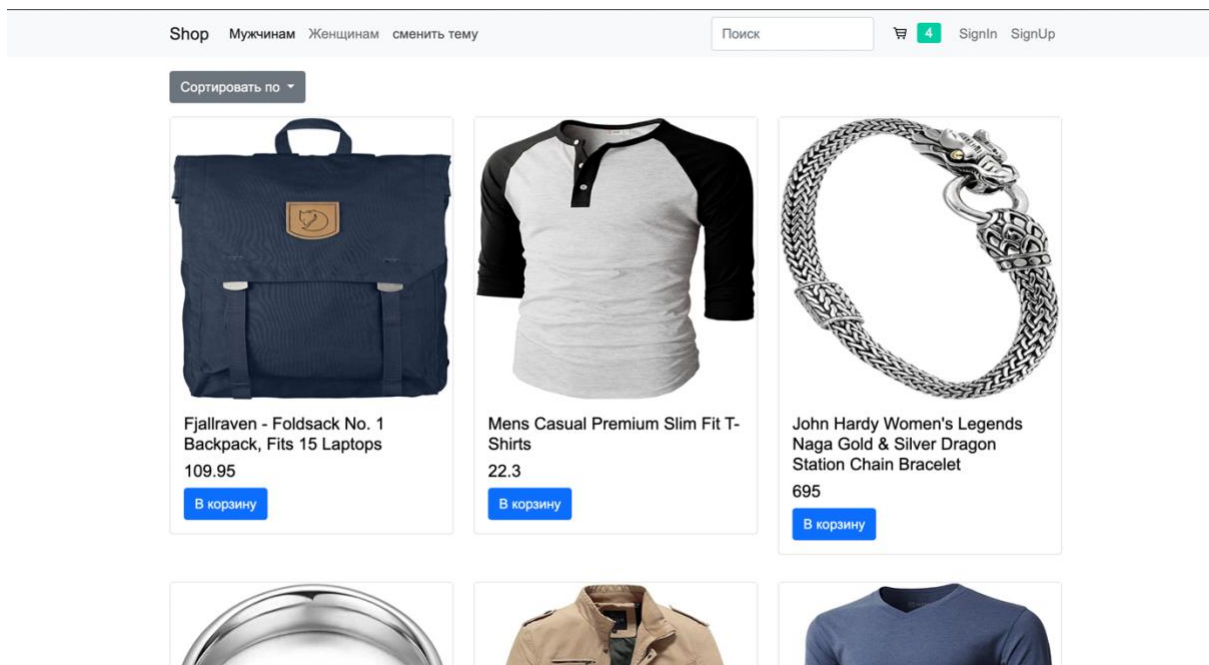 Shop Мужчинам Женщинам сменить тему Поиск 4 SignIn SignUp
Сортировать по
Fjallraven - Foldsack No. 1
Backpack, Fits 15 Laptops
109.95
В корзину
Mens Casual Premium Slim Fit T-
Shirts
22.3
В корзину
John Hardy Women's Legends
Naga Gold & Silver Dragon
Station Chain Bracelet
695
В корзину